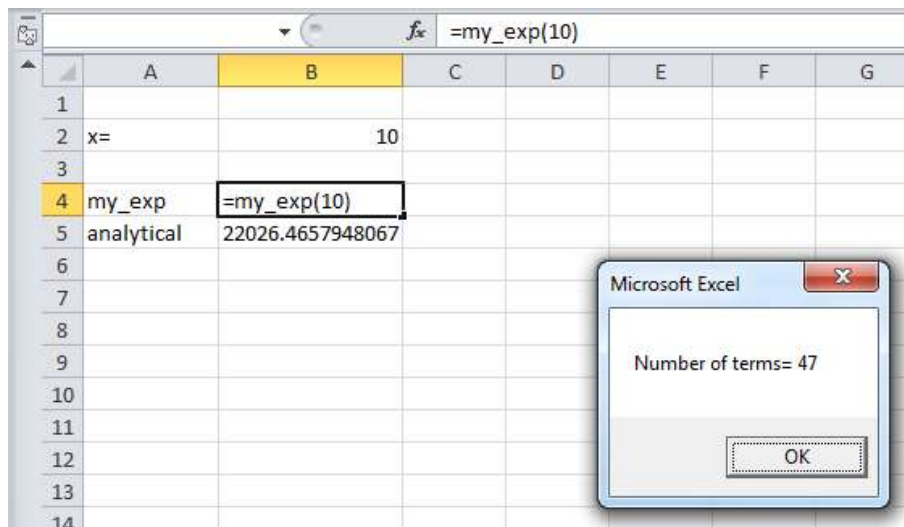 fx =my_exp(10)
A B C D E F G
1
2 x= 10
3
4 my_exp =my_exp(10)
5 analytical 22026.4657948067
6
7
8
9
10
11
12
13
14
Microsoft Excel
Number of terms= 47
OK